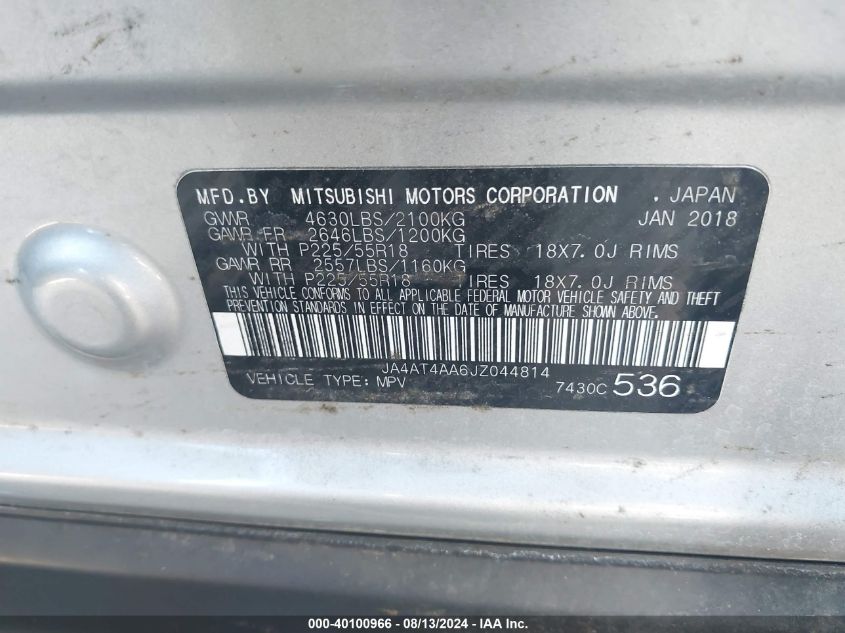 MFD.BY MITSUBISHI MOTORS CORPORATION . JAPAN
GVWR 4630LBS/2100KG JAN 2018
GAWR FR 2646LBS/1200KG
WITH P225/55R18 TIRES 18X7.0J RIMS
GAWR RR 2557LBS/1160KG
WITH P225/55R18 TIRES 18X7.0J RIMS
THIS VEHICLE CONFORMS TO ALL APPLICABLE FEDERAL MOTOR VEHICLE SAFETY AND THEFT
PREVENTION STANDARDS IN EFFECT ON THE DATE OF MANUFACTURE SHOWN ABOVE.
JA4AT4AA6JZ044814
VEHICLE TYPE: MPV 7430C 536
000-40100966 - 08/13/2024 - IAAI, Inc.